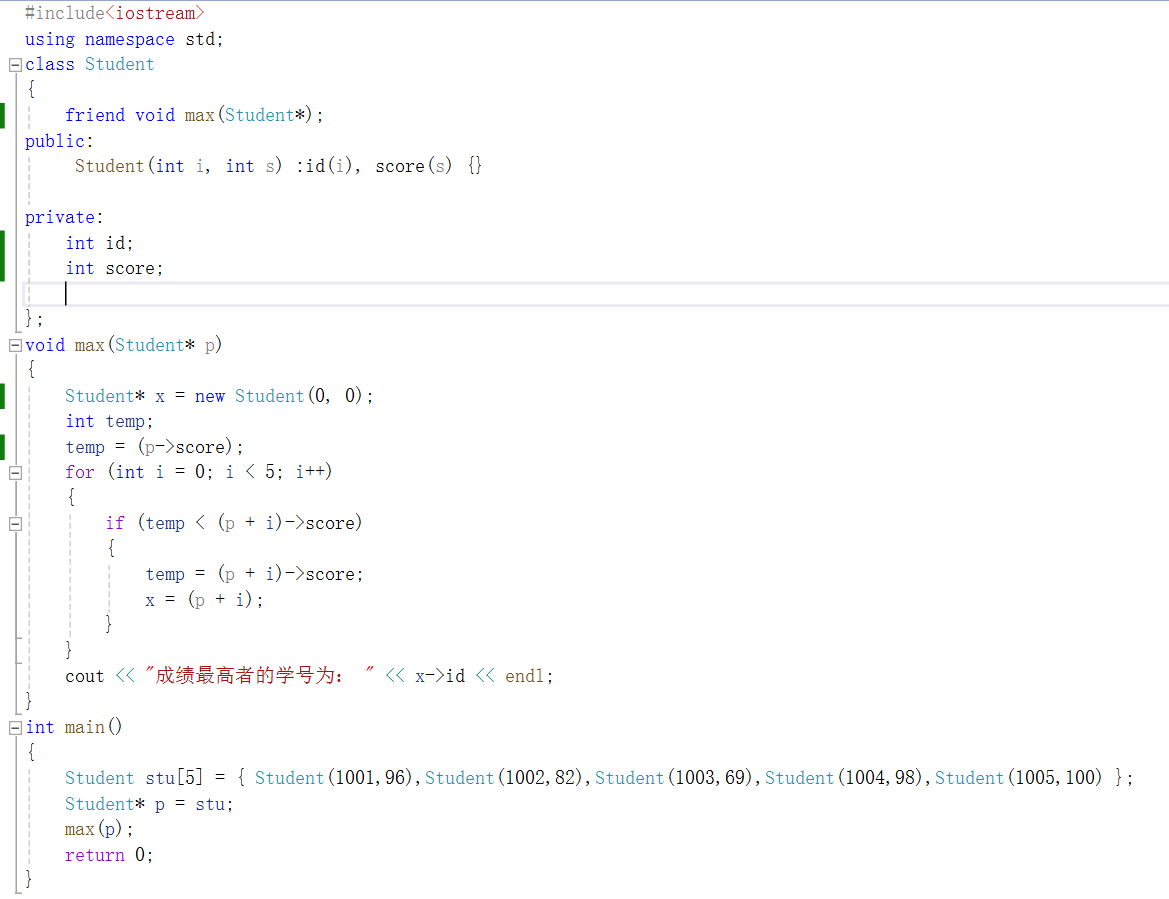 #include<iostream>
using namespace std;
class Student
{
    friend void max(Student*);
public:
     Student(int i, int s) :id(i), score(s) {}

private:
    int id;
    int score;

};
void max(Student* p)
{
    Student* x = new Student(0, 0);
    int temp;
    temp = (p->score);
    for (int i = 0; i < 5; i++)
    {
        if (temp < (p + i)->score)
        {
            temp = (p + i)->score;
            x = (p + i);
        }
    }
    cout << "成绩最高者的学号为： " << x->id << endl;
}
int main()
{
    Student stu[5] = { Student(1001,96),Student(1002,82),Student(1003,69),Student(1004,98),Student(1005,100) };
    Student* p = stu;
    max(p);
    return 0;
}